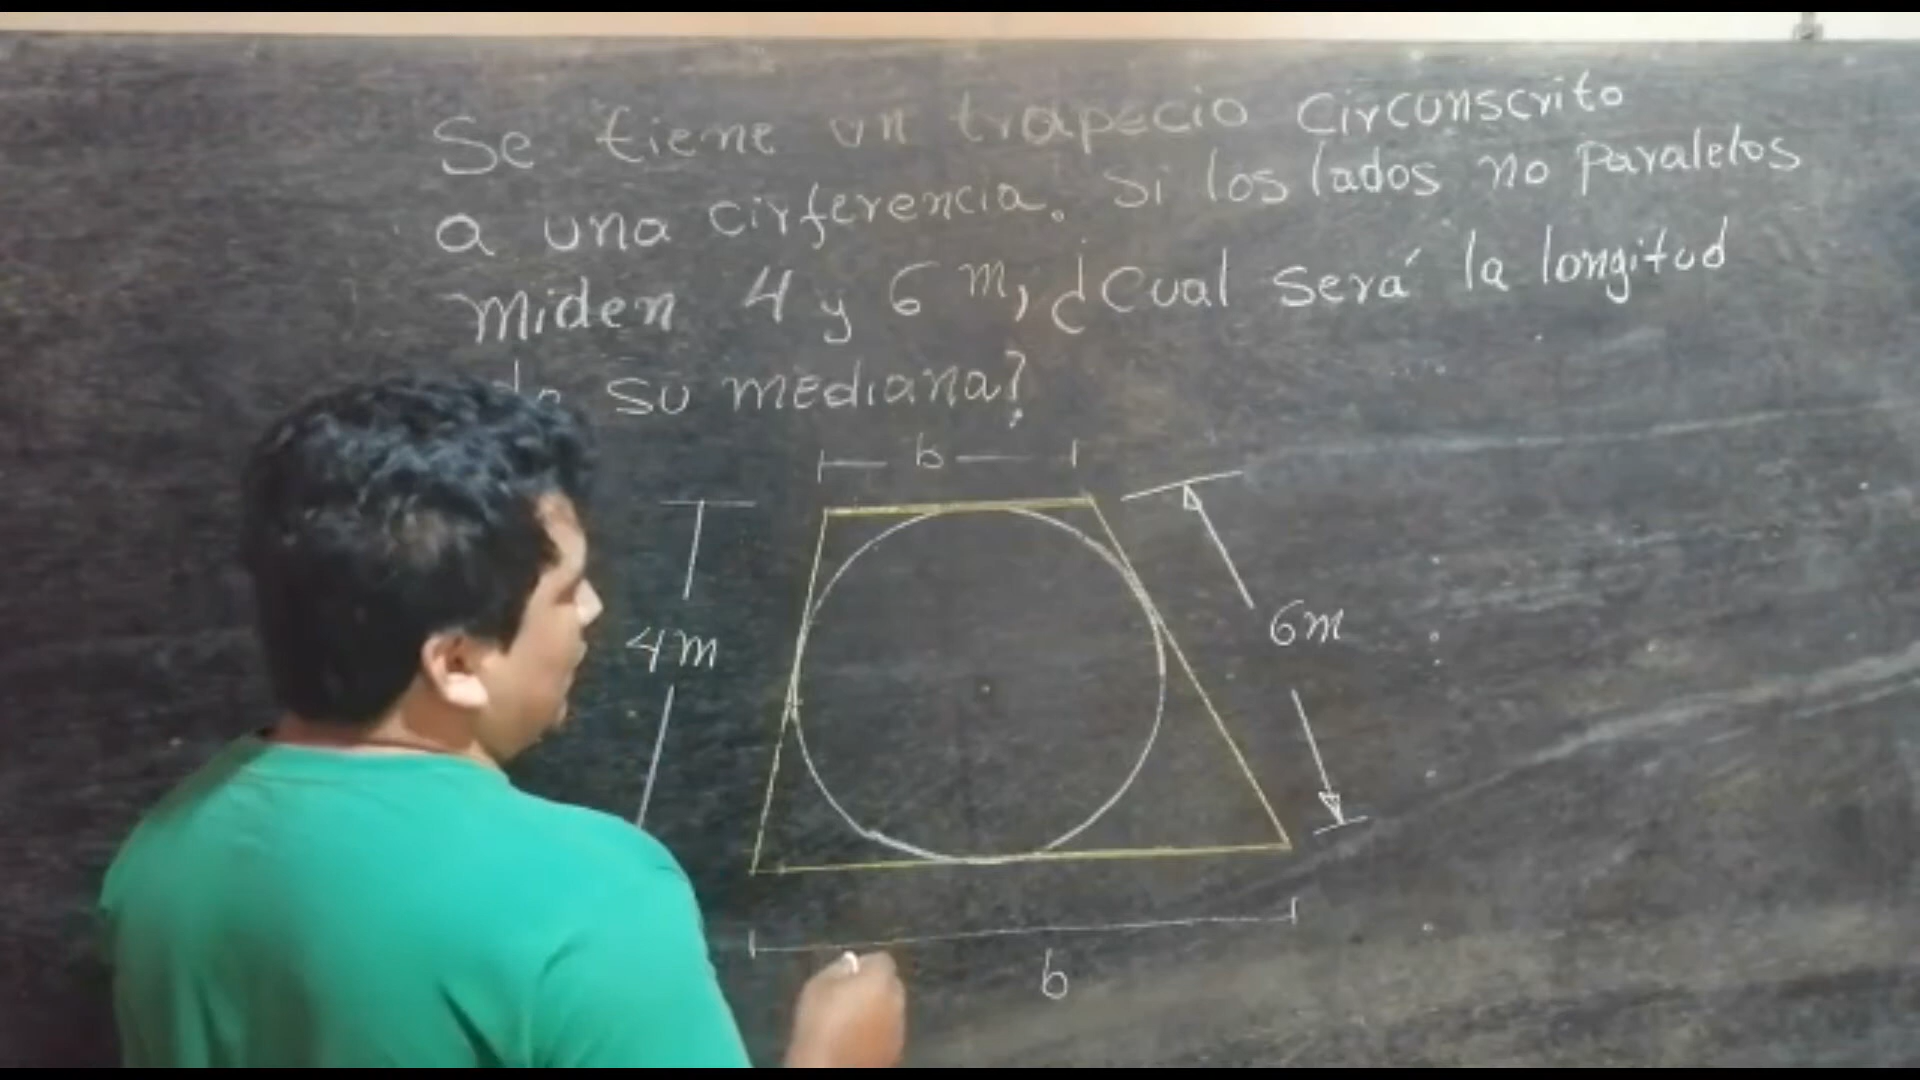 Se tiene un trapecio circunscrito
a una cirferencia. Si los lados no paralelos
miden 4 y 6 m, ¿Cual será la longitud
de su mediana?
b
4m
6m
b